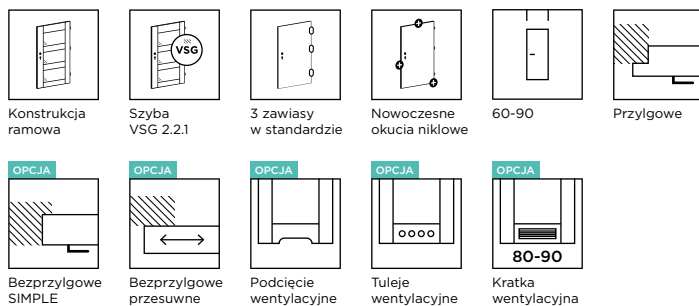 VSG
Konstrukcja
ramowa
Szyba
VSG 2.2.1
3 zawiasy
w standardzie
Nowoczesne
okucia niklowe
60-90
Przylgowe
OPCJA
OPCJA
OPCJA
OPCJA
OPCJA
80-90
Bezprzylgowe
SIMPLE
Bezprzylgowe
przesuwne
Podcięcie
wentylacyjne
Tuleje
wentylacyjne
Kratka
wentylacyjna